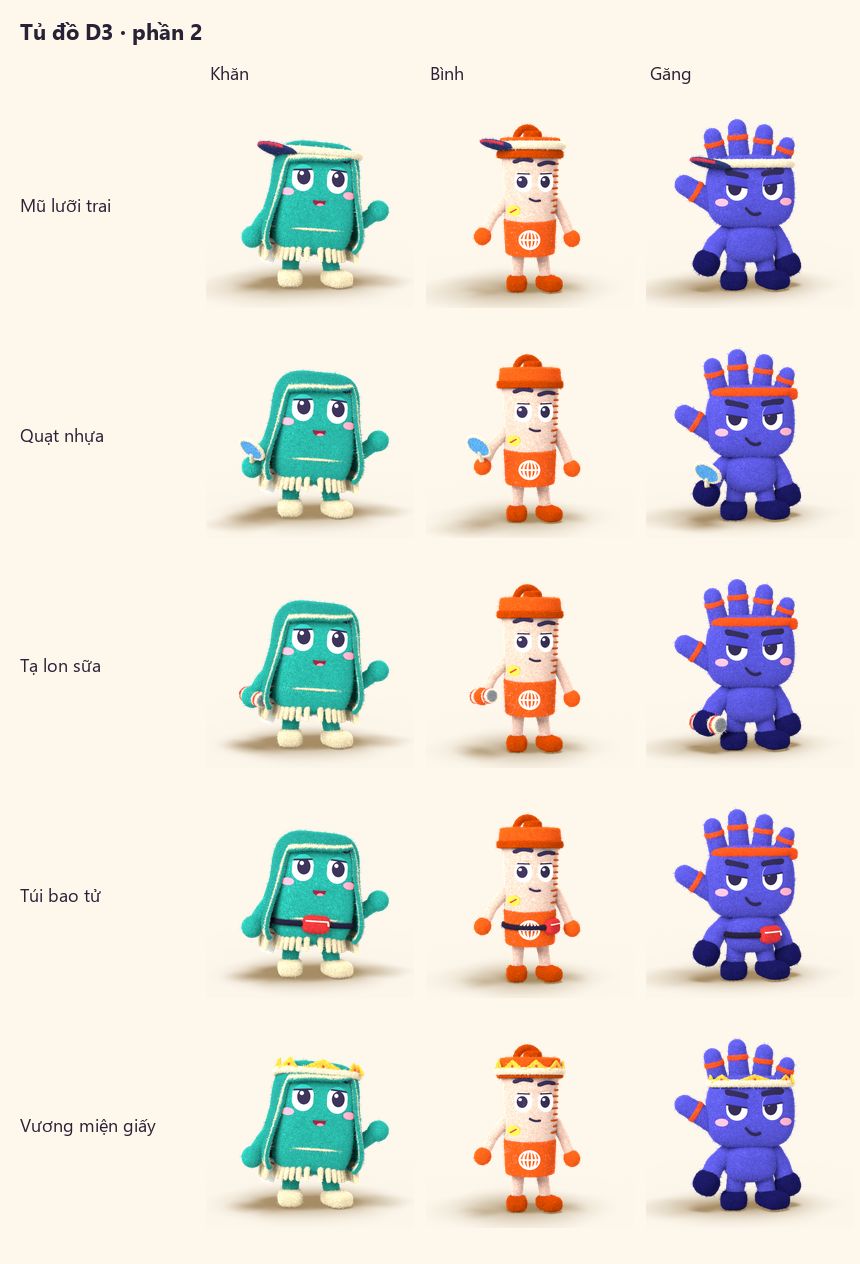 Tủ đồ D3 · phần 2
Khăn
Bình
Găng
Mũ lưỡi trai
Quạt nhựa
Tạ lon sữa
Túi bao tử
Vương miện giấy